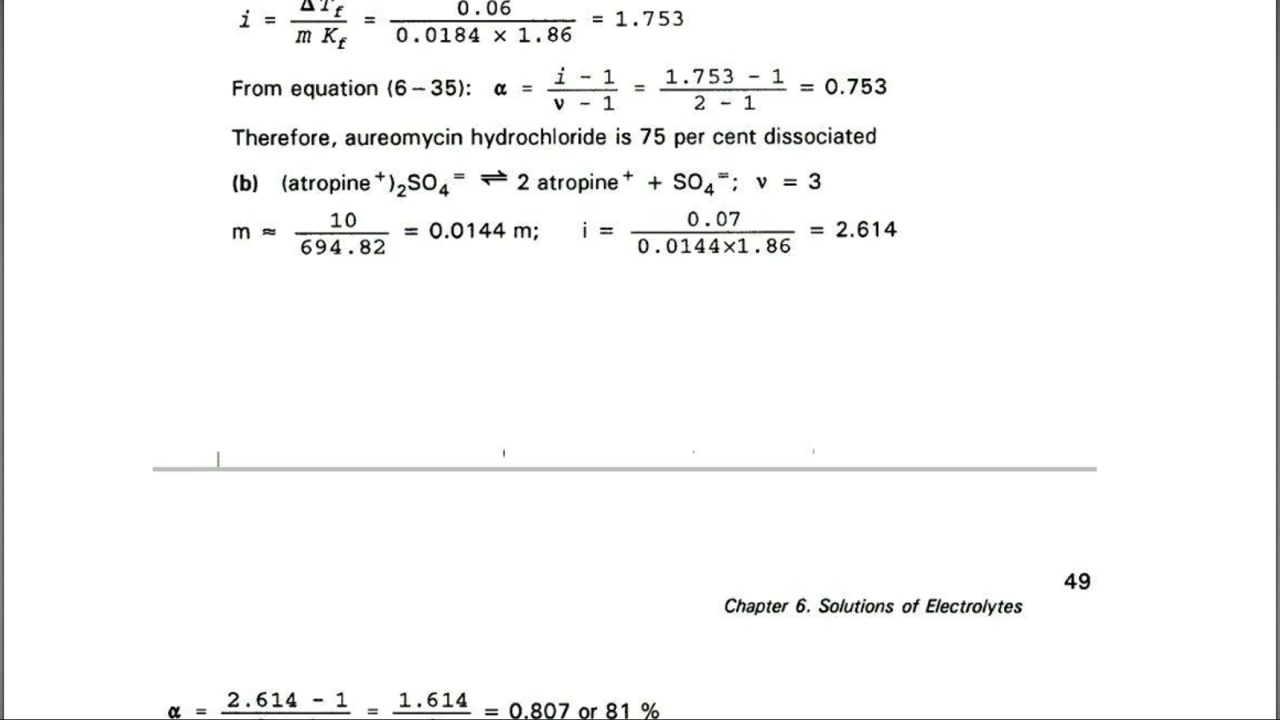 i = ΔTf / m Kf = 0.06 / 0.0184 × 1.86 = 1.753
From equation (6 – 35): α = i - 1 / ν - 1 = 1.753 - 1 / 2 - 1 = 0.753
Therefore, aureomycin hydrochloride is 75 per cent dissociated
(b) (atropine⁺)₂SO₄⁼ ⇌ 2 atropine⁺ + SO₄⁼; ν = 3
m ≈ 10 / 694.82 = 0.0144 m; i = 0.07 / 0.0144×1.86 = 2.614
49
Chapter 6. Solutions of Electrolytes
α = 2.614 - 1 / = 1.614 / = 0.807 or 81 %